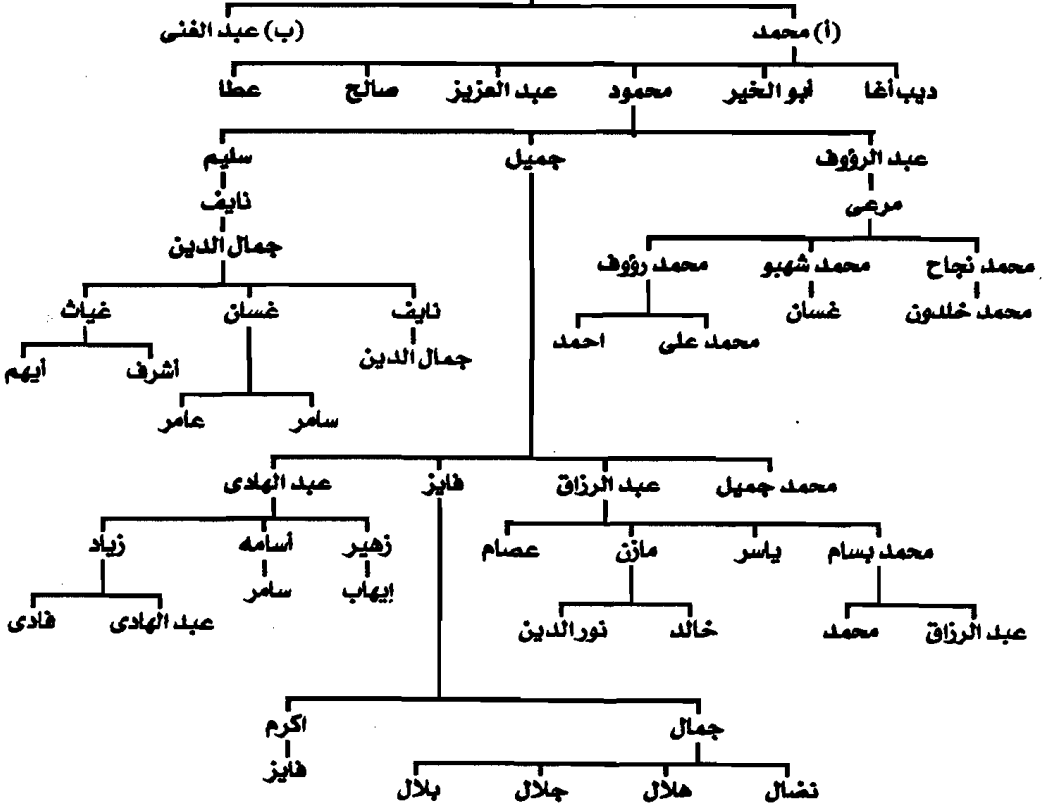 (أ) محمد (ب) عبد الغنى
ديب أغا أبو الخير محمود عبد العزيز صالح عطا
عبد الرؤوف جميل سليم
مرعى نايف
جمال الدين
محمد نجاح محمد شهبو محمد رؤوف
محمد خلدون غسان نايف غسان غياث
محمد على احمد جمال الدين أشرف أيهم
سامر عامر
محمد جميل عبد الرزاق فايز عبد الهادى
محمد بسام ياسر مازن عصام زهير أسامه زياد
إيهاب سامر
عبد الرزاق محمد خالد نور الدين عبد الهادى فادى
جمال اكرم
فايز
نضال هلال جلال بلال